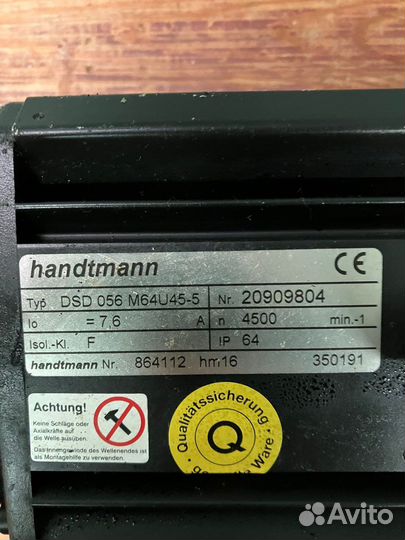 handtmann CE
Typ DSD 056 M64U45-5 Nr. 20909804
Io = 7,6 A n 4500 min.-1
Isol.-Kl. F IP 64
handtmann Nr. 864112 hm16 350191
Achtung!
Keine Schläge oder
Axialkräfte auf
die Welle ausüben.
Das Innengewinde des Wellenendes ist
als Montagehilfe zu verwenden.
Qualitätssicherung
Q
Ware
Avito